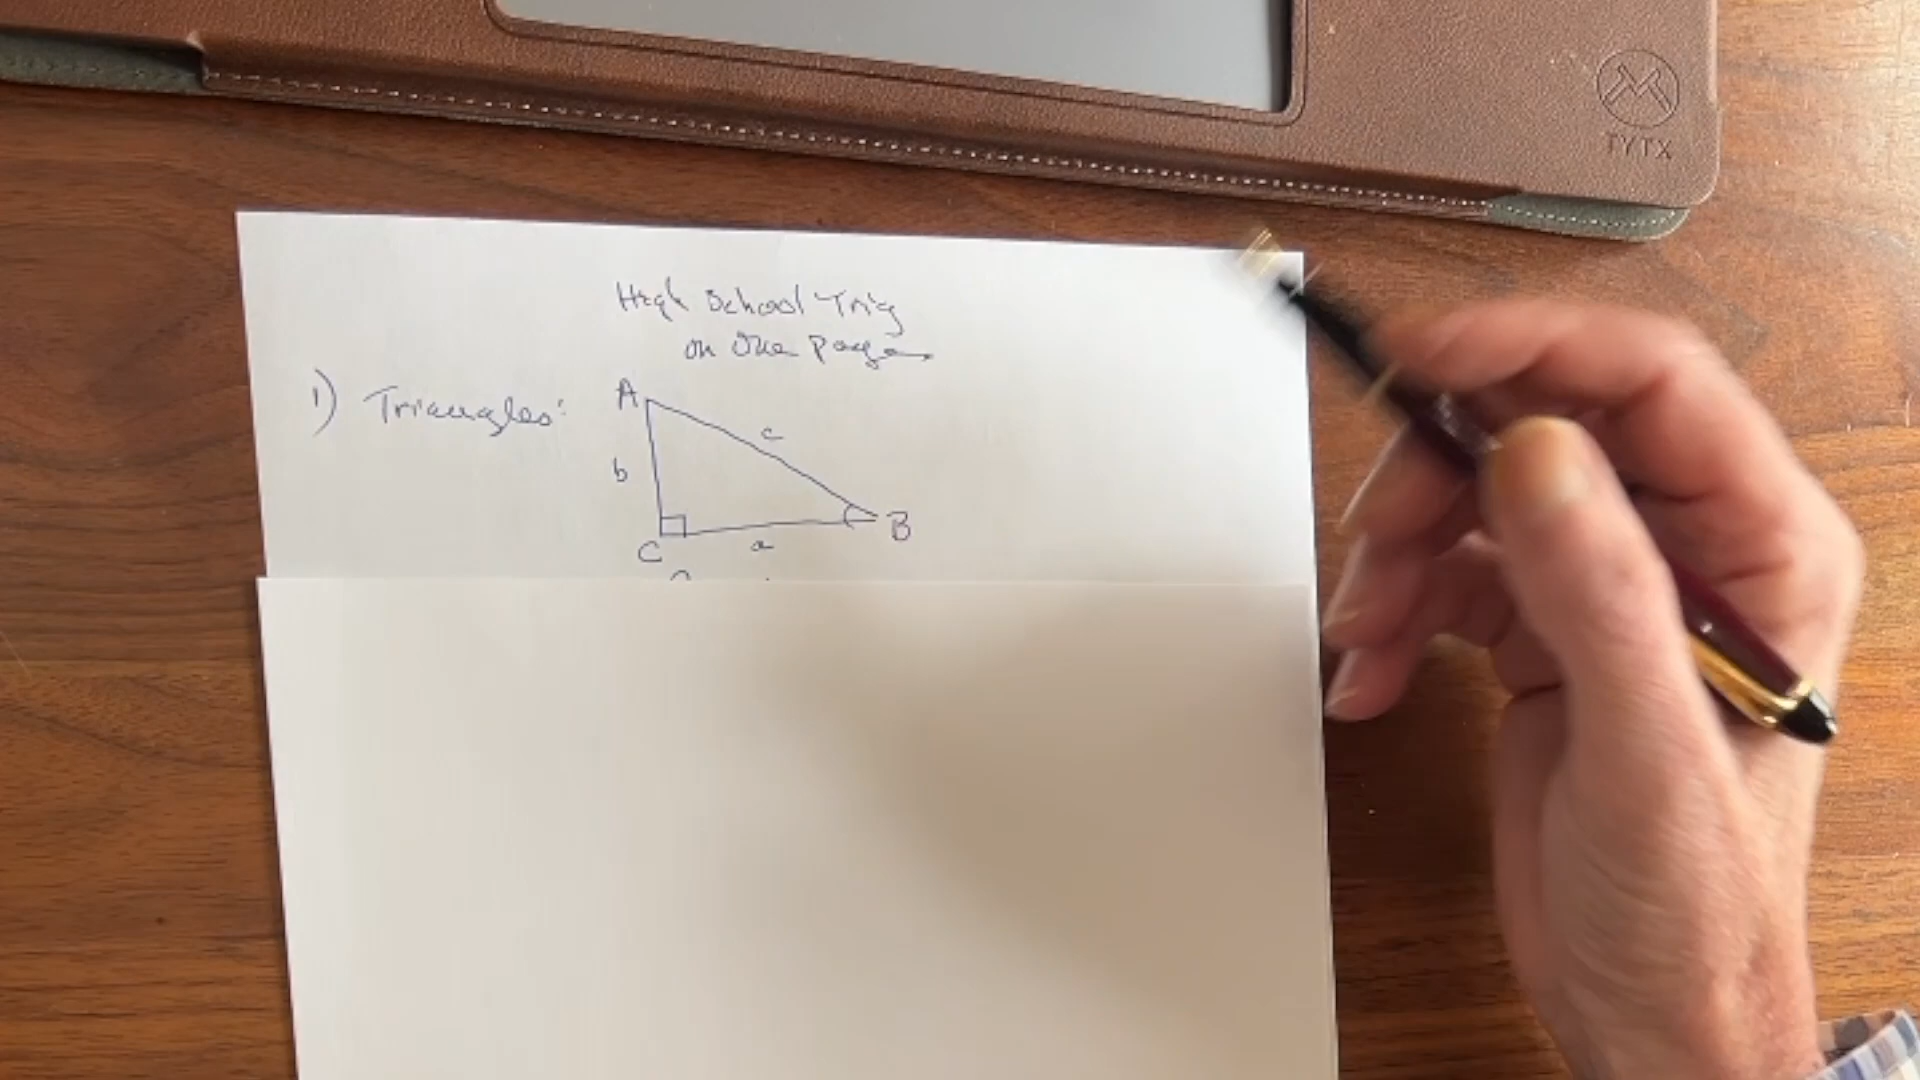 TYTX
High School Trig
on One Page
1) Triangles:
A
c
b
B
C
a